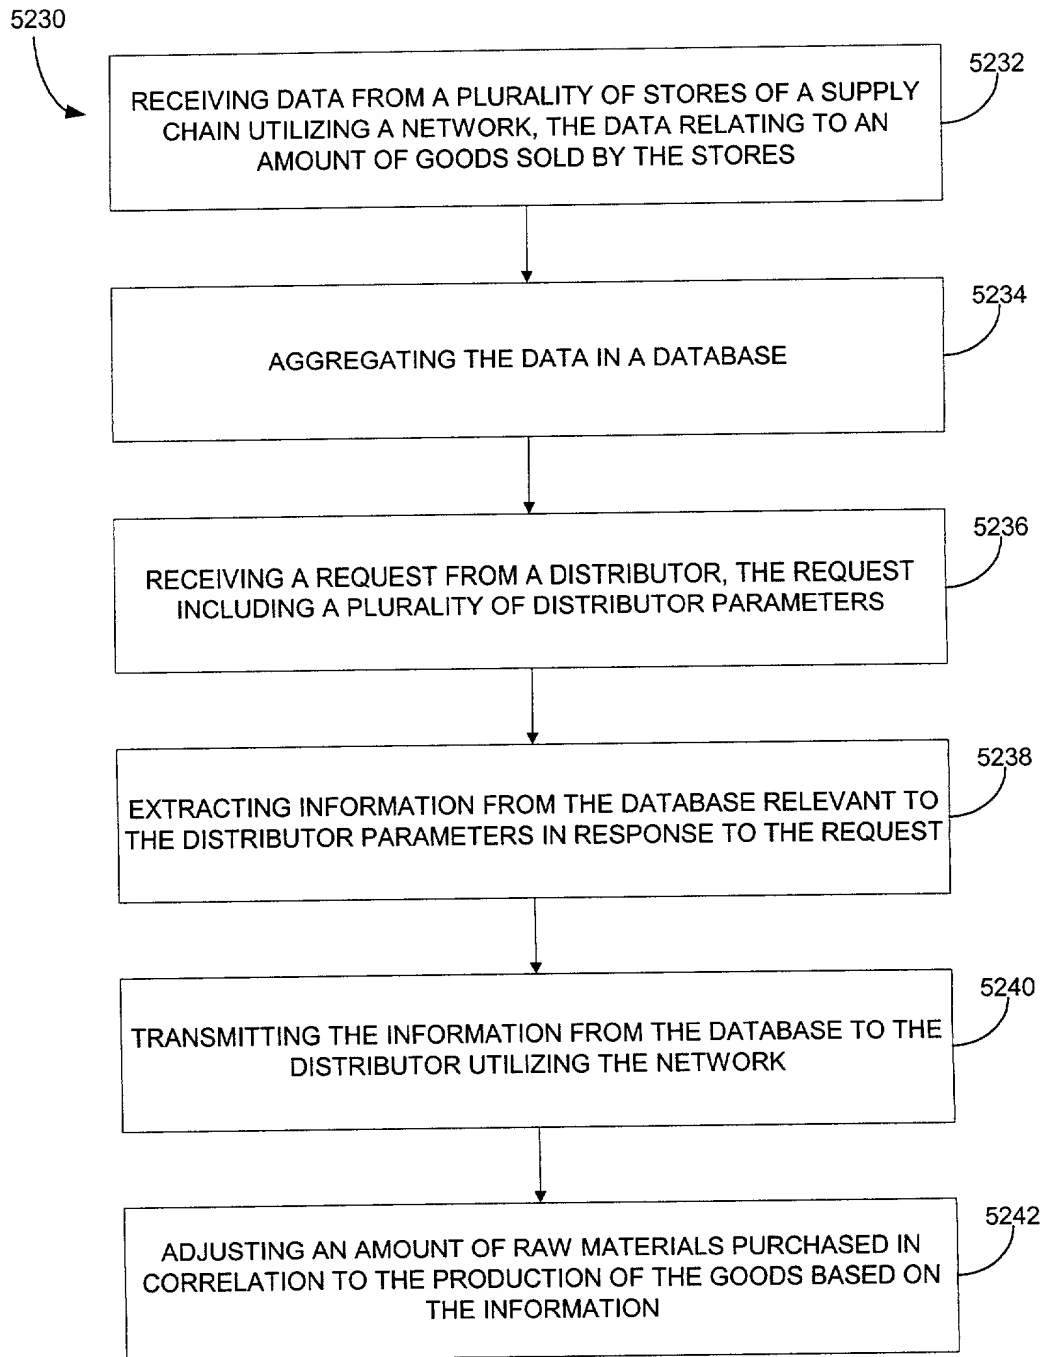 5230
5232
RECEIVING DATA FROM A PLURALITY OF STORES OF A SUPPLY
CHAIN UTILIZING A NETWORK, THE DATA RELATING TO AN
AMOUNT OF GOODS SOLD BY THE STORES
5234
AGGREGATING THE DATA IN A DATABASE
5236
RECEIVING A REQUEST FROM A DISTRIBUTOR, THE REQUEST
INCLUDING A PLURALITY OF DISTRIBUTOR PARAMETERS
5238
EXTRACTING INFORMATION FROM THE DATABASE RELEVANT TO
THE DISTRIBUTOR PARAMETERS IN RESPONSE TO THE REQUEST
5240
TRANSMITTING THE INFORMATION FROM THE DATABASE TO THE
DISTRIBUTOR UTILIZING THE NETWORK
5242
ADJUSTING AN AMOUNT OF RAW MATERIALS PURCHASED IN
CORRELATION TO THE PRODUCTION OF THE GOODS BASED ON
THE INFORMATION